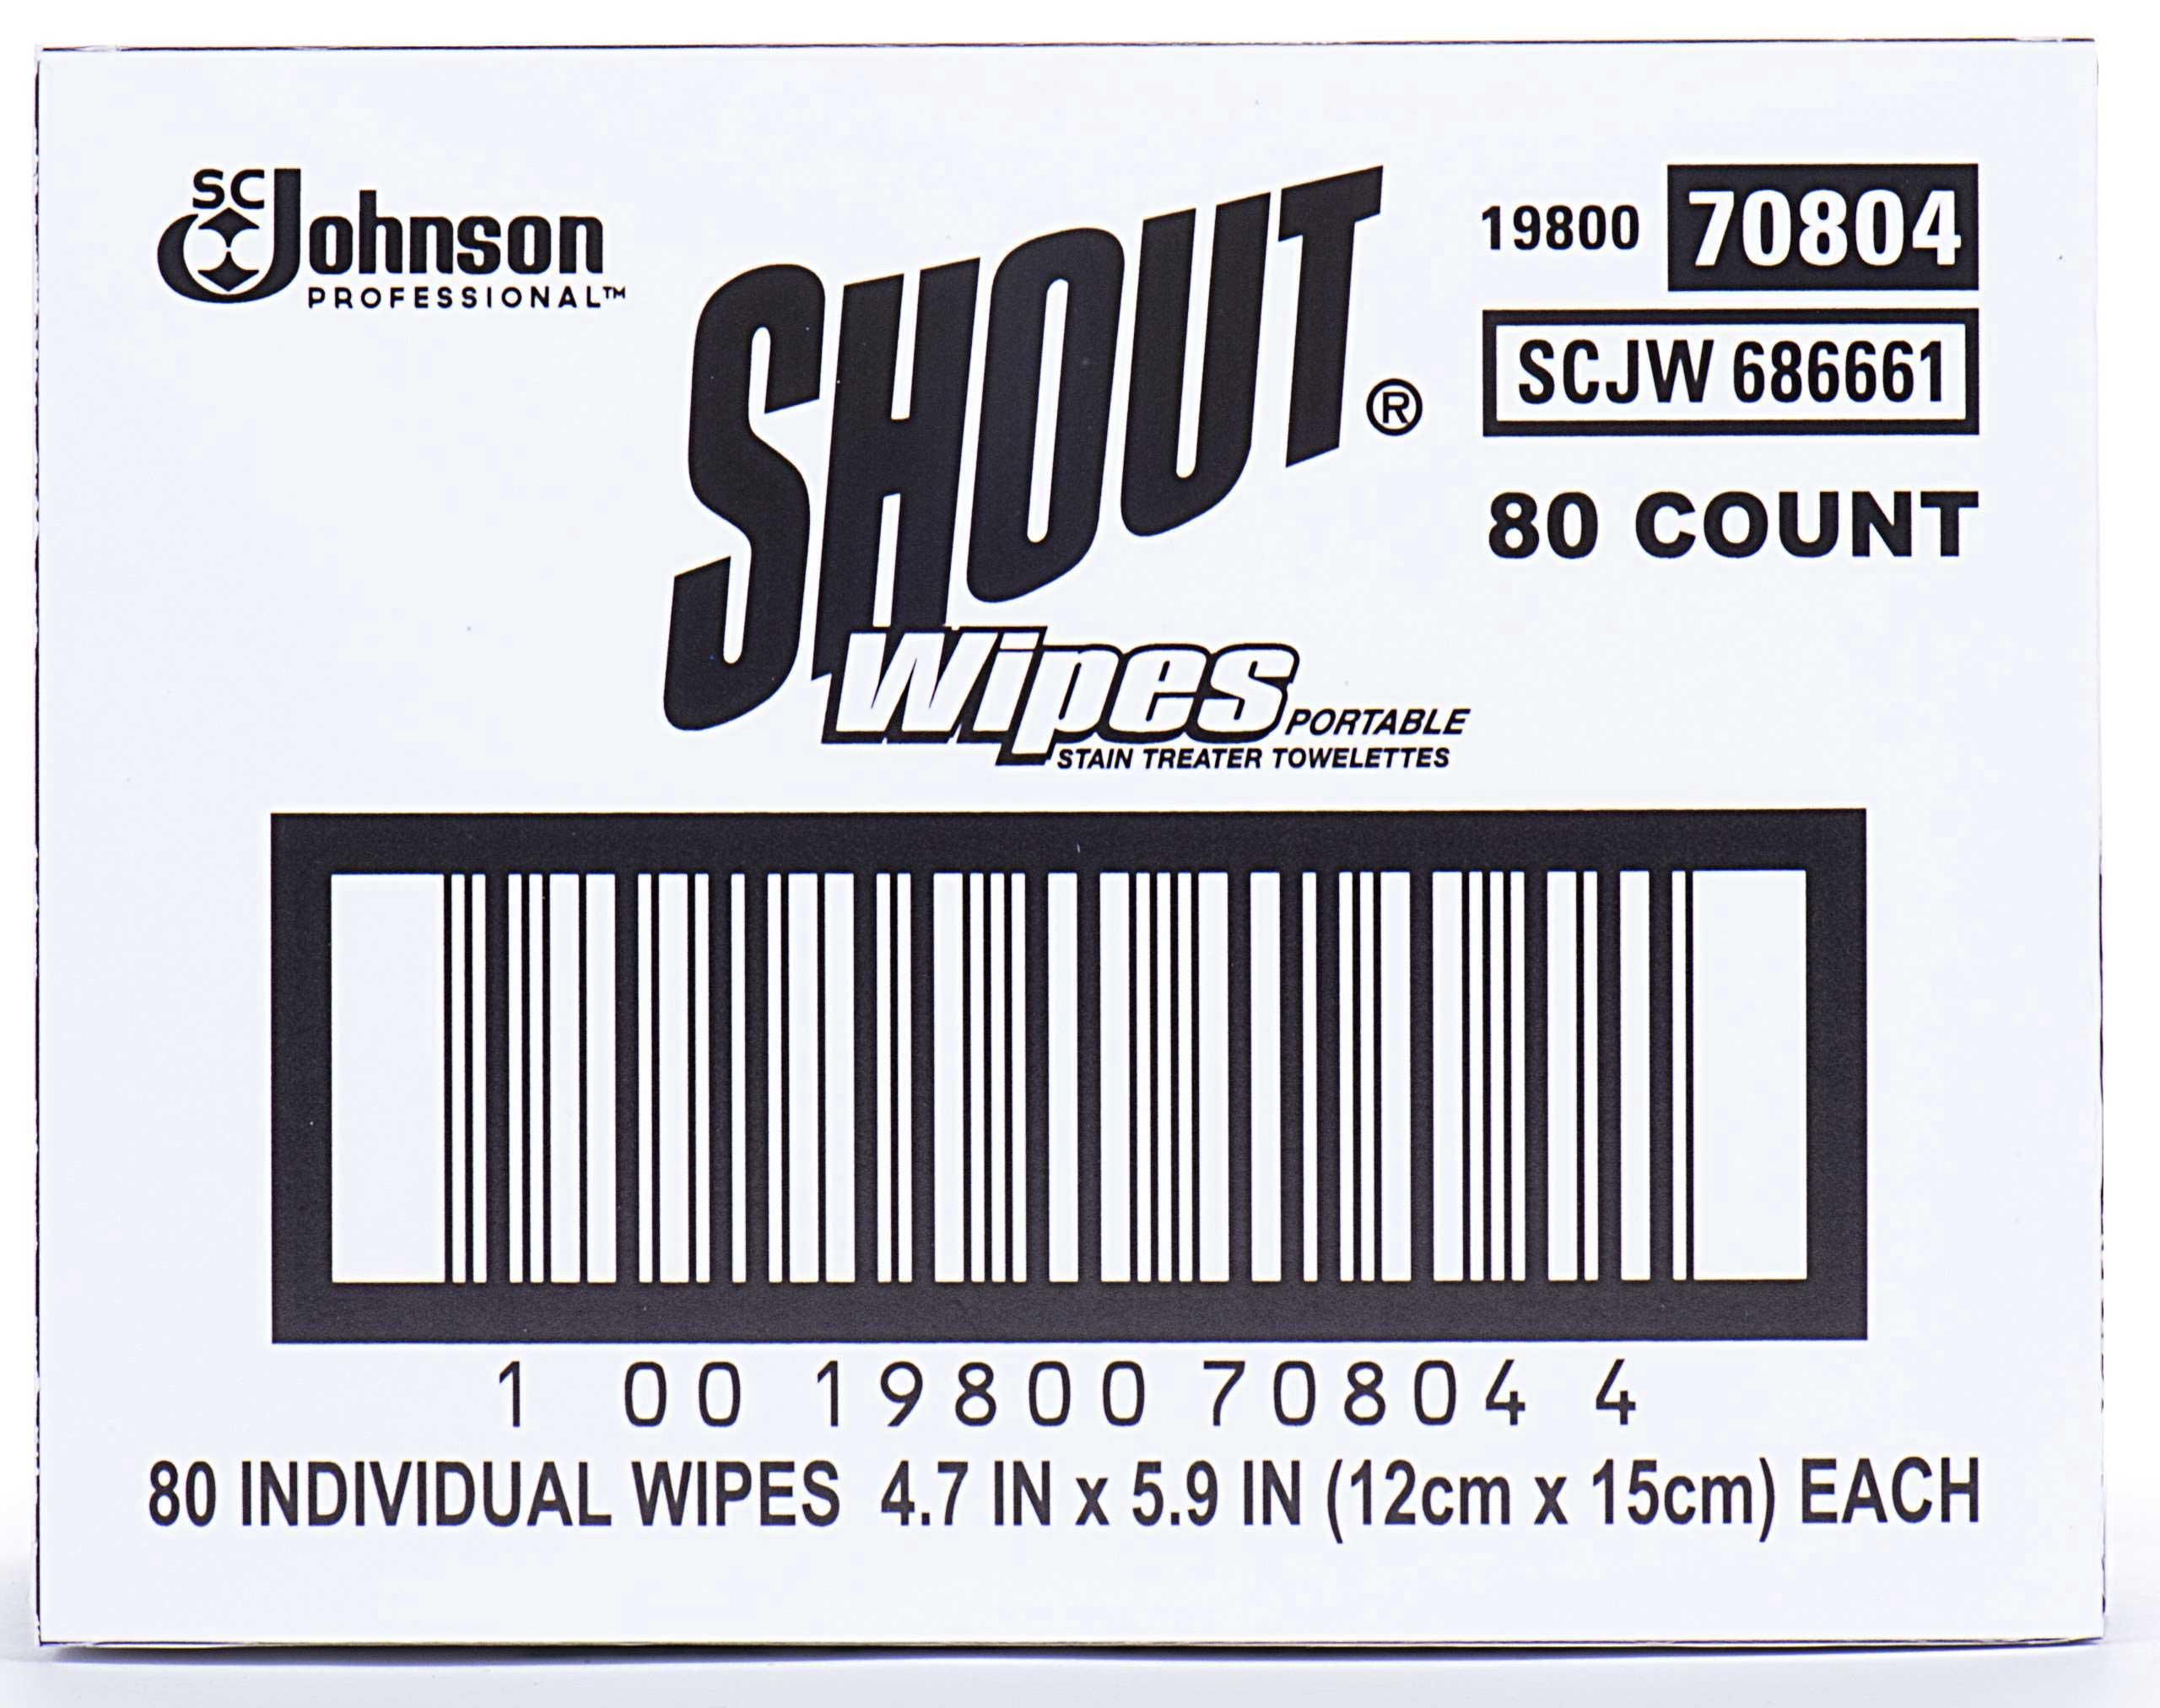 SC Johnson
PROFESSIONAL™
SHOUT®
Wipes PORTABLE
STAIN TREATER TOWELETTES
19800 70804
SCJW 686661
80 COUNT
1 00 19800 70804 4
80 INDIVIDUAL WIPES 4.7 IN x 5.9 IN (12cm x 15cm) EACH